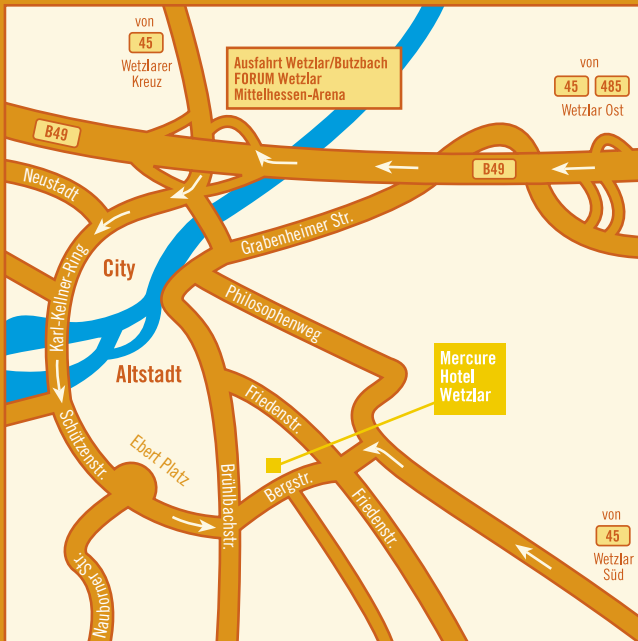 von
45
Wetzlarer
Kreuz
Ausfahrt Wetzlar/Butzbach
FORUM Wetzlar
Mittelhessen-Arena
von
45 485
Wetzlar Ost
B49
B49
Neustadt
Grabenheimer Str.
City
Karl-Kellner-Ring
Philosophenweg
Altstadt
Mercure
Hotel
Wetzlar
Friedenstr.
Schützenstr.
Ebert Platz
Brühlbachstr.
Bergstr.
Friedenstr.
von
45
Wetzlar
Süd
Nauborner Str.